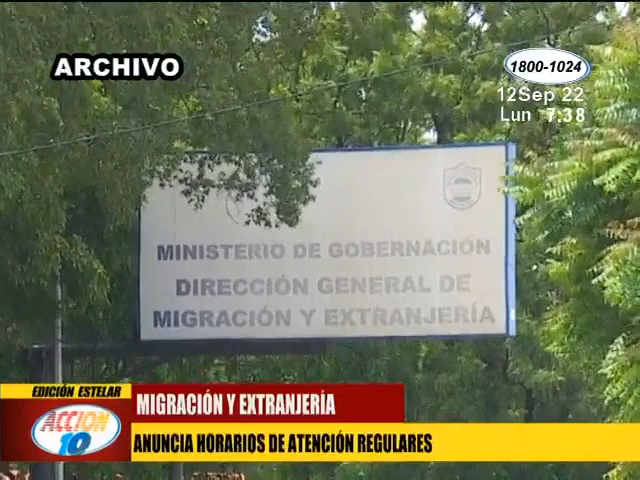 ARCHIVO
1800-1024
12Sep 22
Lun 7:38
MINISTERIO DE GOBERNACIÓN
DIRECCIÓN GENERAL DE
MIGRACIÓN Y EXTRANJERÍA
EDICIÓN ESTELAR
ACCION
10
MIGRACIÓN Y EXTRANJERÍA
ANUNCIA HORARIOS DE ATENCIÓN REGULARES